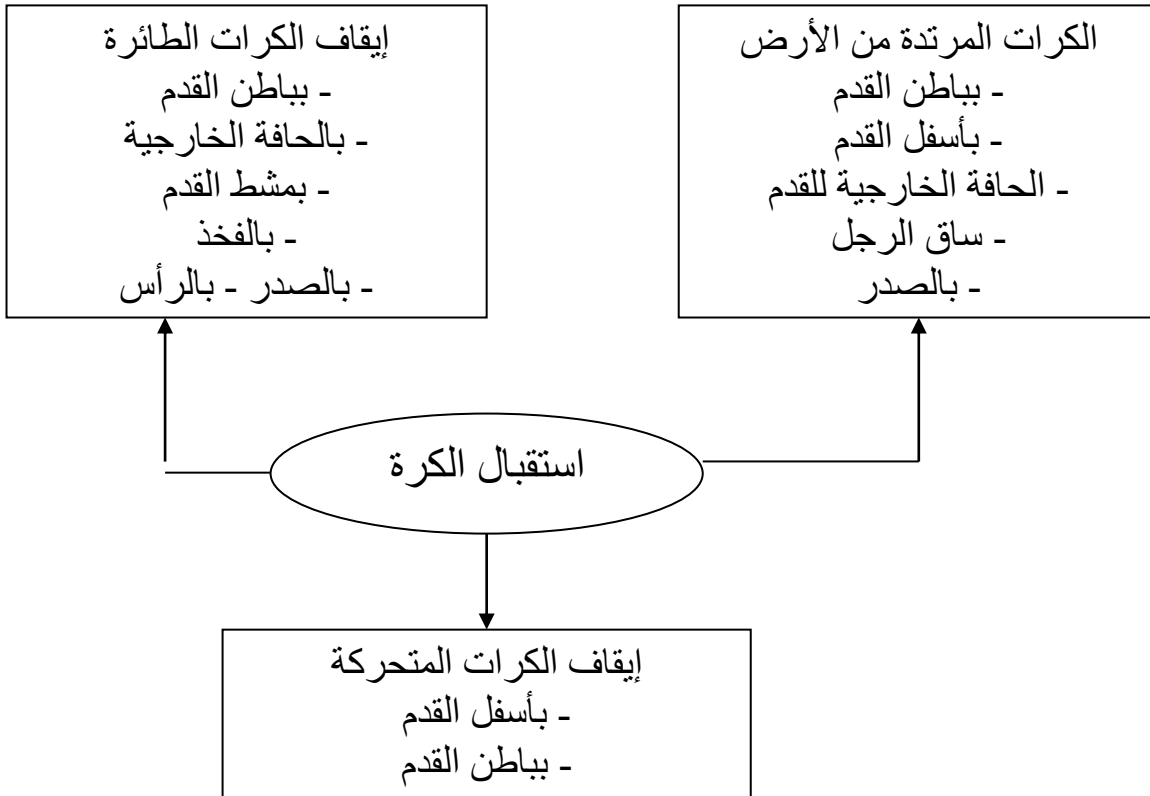 الكرات المرتدة من الأرض
- بباطن القدم
- بأسفل القدم
- الحافة الخارجية للقدم
- ساق الرجل
- بالصدر
إيقاف الكرات الطائرة
- بباطن القدم
- بالحافة الخارجية
- بمشط القدم
- بالفخذ
- بالصدر - بالرأس
استقبال الكرة
إيقاف الكرات المتحركة
- بأسفل القدم
- بباطن القدم